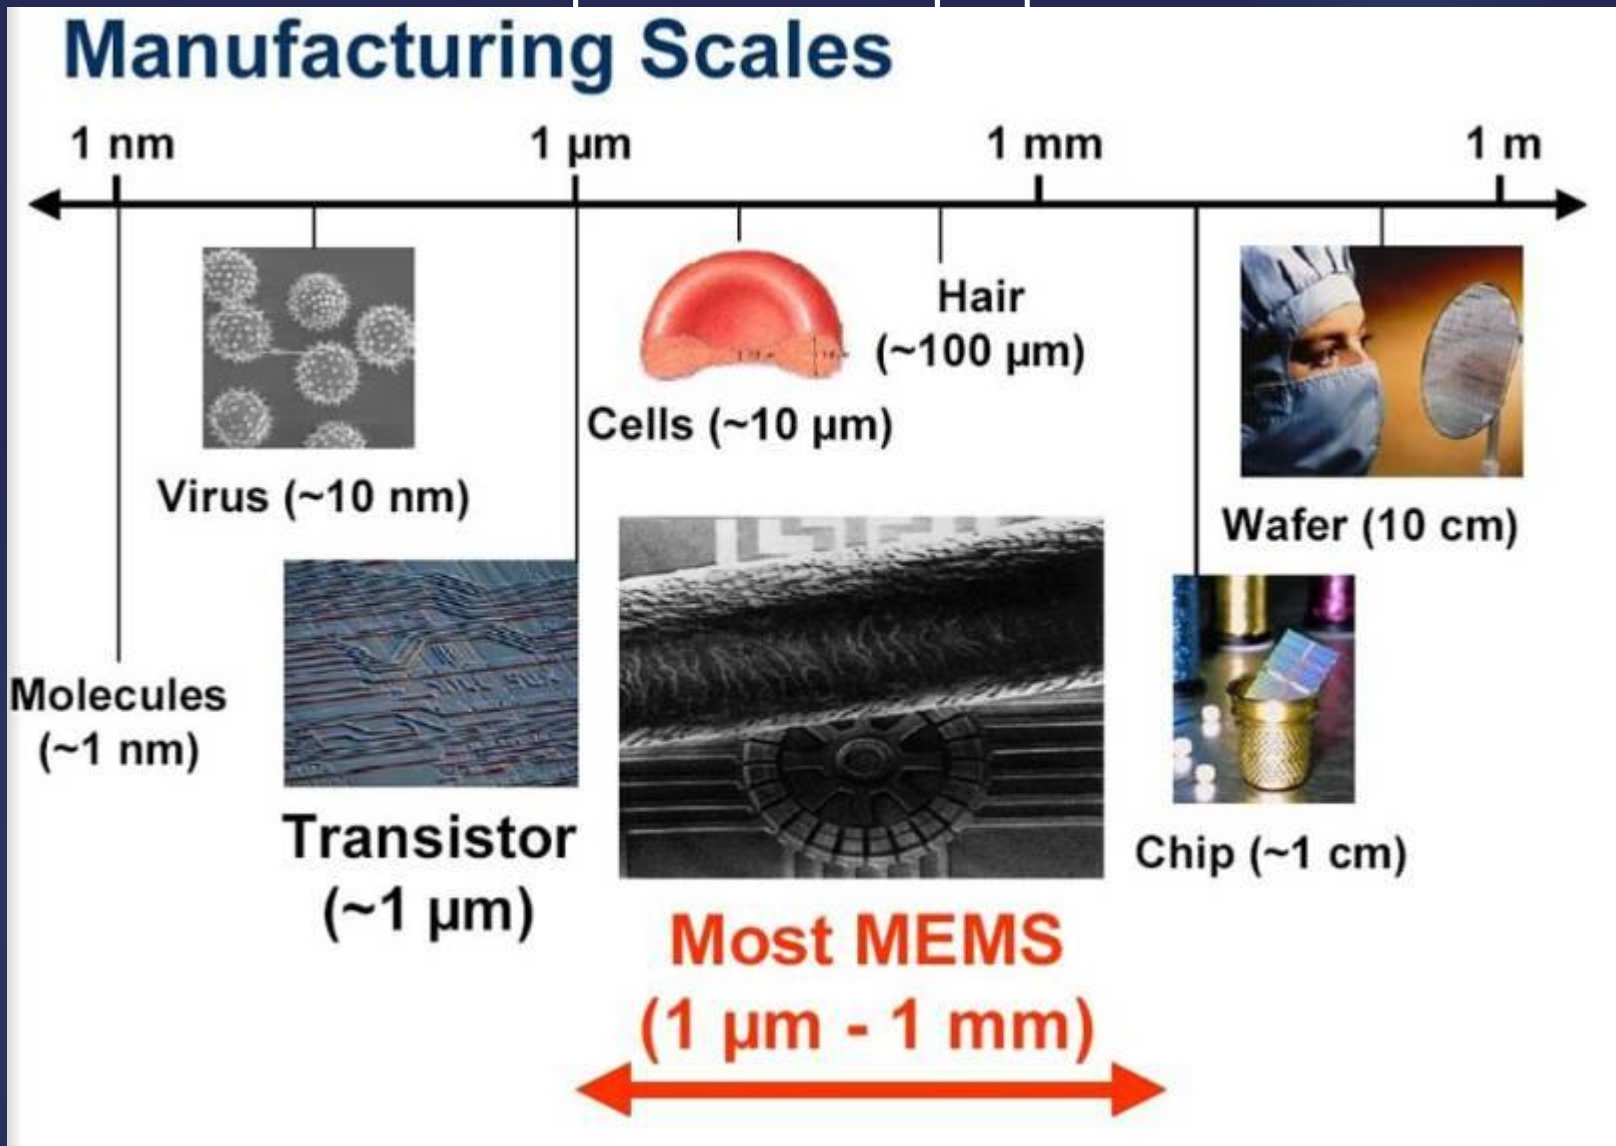 Manufacturing Scales
1 nm
1 µm
1 mm
1 m
Virus (~10 nm)
Cells (~10 µm)
Hair
(~100 µm)
Wafer (10 cm)
Molecules
(~1 nm)
Transistor
(~1 µm)
Most MEMS
(1 µm - 1 mm)
Chip (~1 cm)